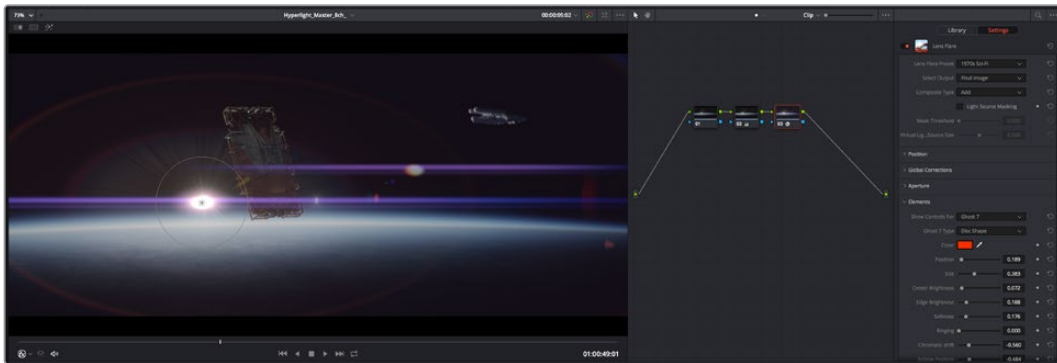 73%
Hyperlight_Master_8ch_
00:00:05:02
Clip
Library
Settings
Lens Flare
Lens Flare Preset 1970s Sci-Fi
Select Output Final Image
Composite Type Add
Light Source Masking
Mask Threshold
Position
Global Corrections
Aperture
Elements
Show Controls For Ghost 7
Ghost 7 Type Disc Shape
Color
Position 0.189
Size 0.383
Center Brightness 0.072
Edge Brightness 0.188
Softness 0.176
Ringing 0.000
Chromatic Shift -0.560
01:00:49:01